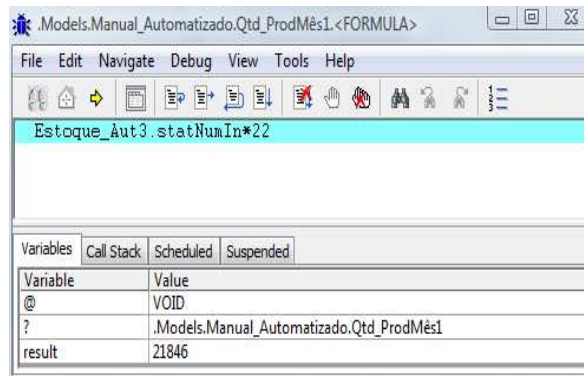 .Models.Manual_Automatizado.Qtd_ProdMês1.<FORMULA>
File Edit Navigate Debug View Tools Help
Estoque_Aut3.statNumIn*22
Variables Call Stack Scheduled Suspended
Variable Value
@ VOID
? .Models.Manual_Automatizado.Qtd_ProdMês1
result 21846